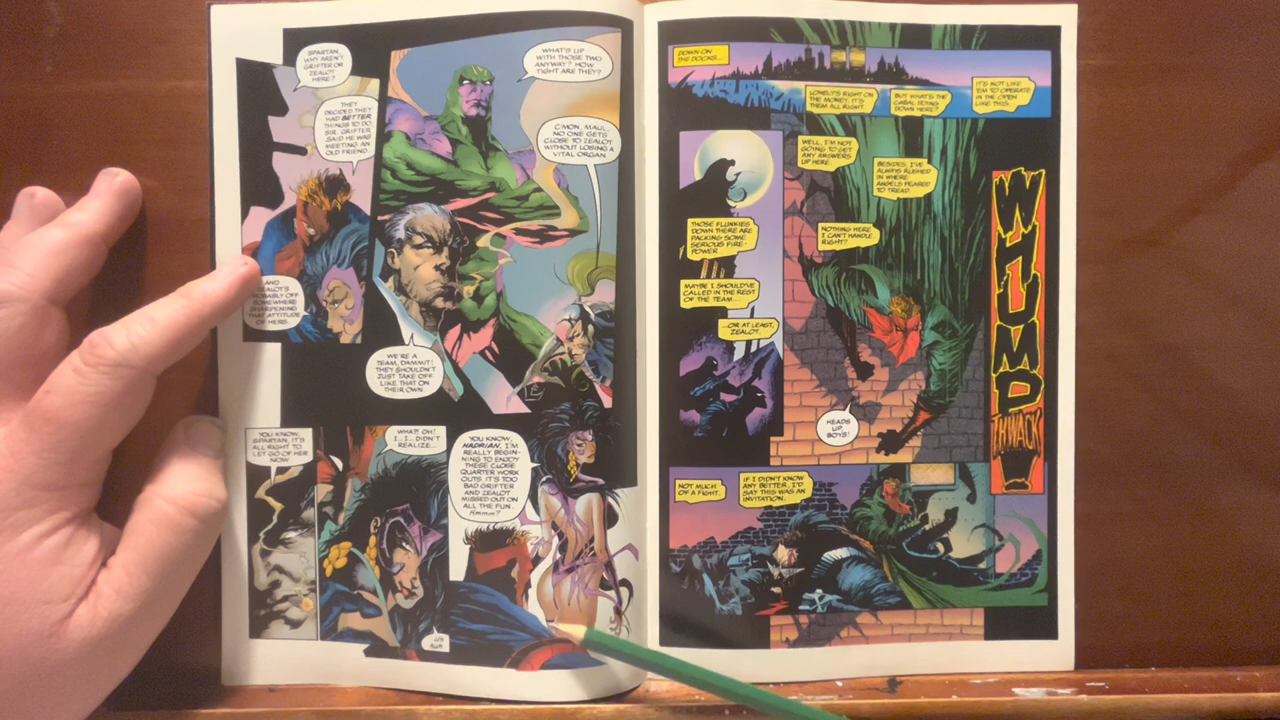 SPARTAN...
WHY AREN'T
GRIFTER OR
ZEALOT
HERE?
THEY
DECIDED THEY
HAD BETTER
THINGS TO DO,
SIR. GRIFTER
SAID HE WAS
MEETING AN
OLD FRIEND.
AND
ZEALOT'S
PROBABLY OFF
SOMEWHERE
SHARPENING
THAT ATTITUDE
OF HERS.
WHAT'S UP
WITH THOSE TWO
ANYWAY? HOW
TIGHT ARE THEY?
C'MON, MAUL.
NO ONE GETS
CLOSE TO ZEALOT
WITHOUT LOSING A
VITAL ORGAN.
WE'RE A
TEAM, DAMMIT!
THEY SHOULDN'T
JUST TAKE OFF
LIKE THAT ON
THEIR OWN.
YOU KNOW,
SPARTAN, IT'S
ALL RIGHT TO
LET GO OF HER
NOW.
WHAT? OH!
I... I... DIDN'T
REALIZE...
UH
HUH.
YOU KNOW,
HADRIAN, I'M
REALLY BEGIN-
NING TO ENJOY
THESE CLOSE
QUARTER WORK
OUTS. IT'S TOO
BAD GRIFTER
AND ZEALOT
MISSED OUT ON
ALL THE FUN.
Hmmm?
DOWN ON
THE DOCKS...
LONELY'S RIGHT ON
THE MONEY. IT'S
THEM ALL RIGHT.
BUT WHAT'S THE
CABAL DOING
DOWN HERE?
IT'S NOT LIKE
'EM TO OPERATE
IN THE OPEN
LIKE THIS.
THOSE FLUNKIES
DOWN THERE ARE
PACKING SOME
SERIOUS FIRE-
POWER.
MAYBE I SHOULD'VE
CALLED IN THE REST
OF THE TEAM...
...OR AT LEAST,
ZEALOT.
WELL, I'M NOT
GOING TO GET
ANY ANSWERS
UP HERE.
BESIDES, I'VE
ALWAYS RUSHED
IN WHERE
ANGELS FEARED
TO TREAD.
NOTHING HERE
I CAN'T HANDLE,
RIGHT?
HEADS
UP,
BOYS!
WHUMP
THWACK!
NOT MUCH
OF A FIGHT.
IF I DIDN'T KNOW
ANY BETTER, I'D
SAY THIS WAS AN
INVITATION.